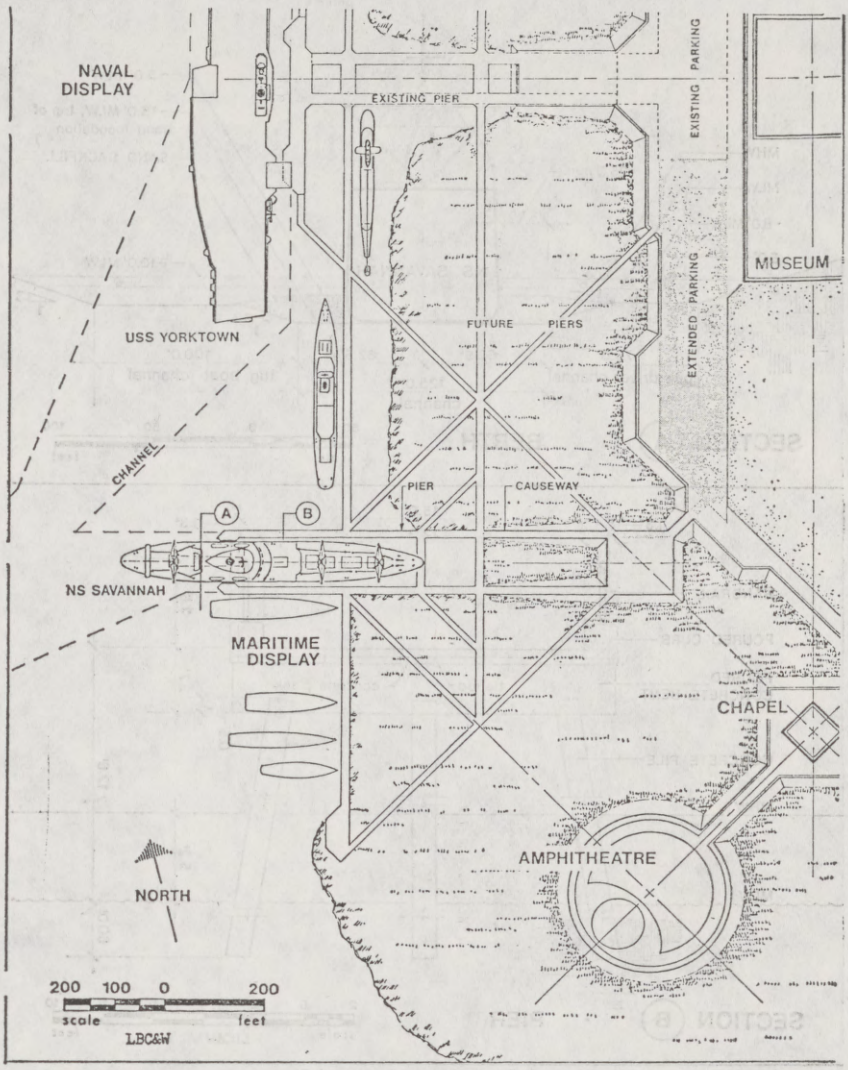 NAVAL
DISPLAY
EXISTING PIER
EXISTING PARKING
MUSEUM
EXTENDED PARKING
USS YORKTOWN
FUTURE PIERS
CHANNEL
PIER
CAUSEWAY
A
B
NS SAVANNAH
MARITIME
DISPLAY
CHAPEL
AMPHITHEATRE
NORTH
200 100 0 200
scale feet
LBC&W